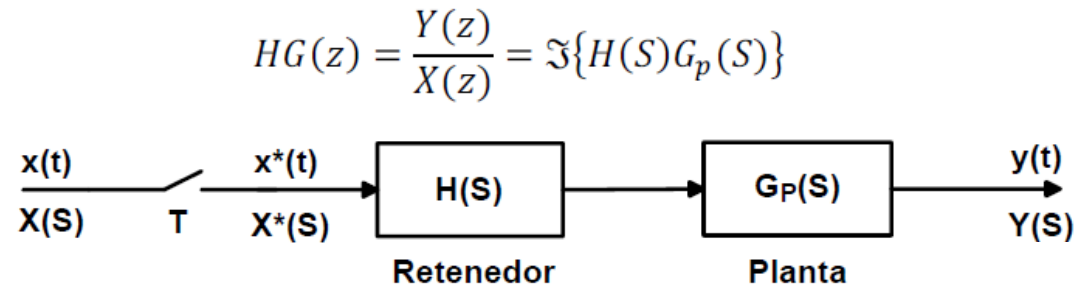 HG(z) = Y(z)/X(z) = ℑ{H(S)G_p(S)}
x(t) x*(t) y(t)
H(S) G_P(S)
X(S) T X*(S) Y(S)
Retenedor Planta